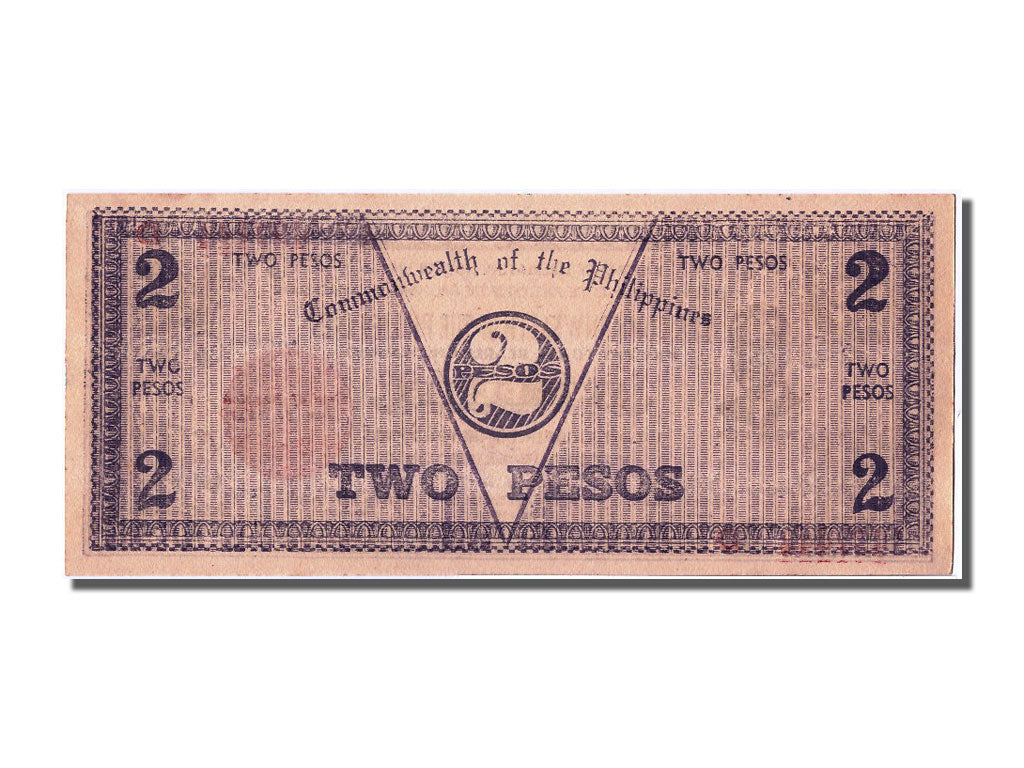 Commonwealth of the Philippines
2 TWO PESOS TWO PESOS 2
2
PESOS
TWO
PESOS
TWO
PESOS
2 TWO PESOS 2